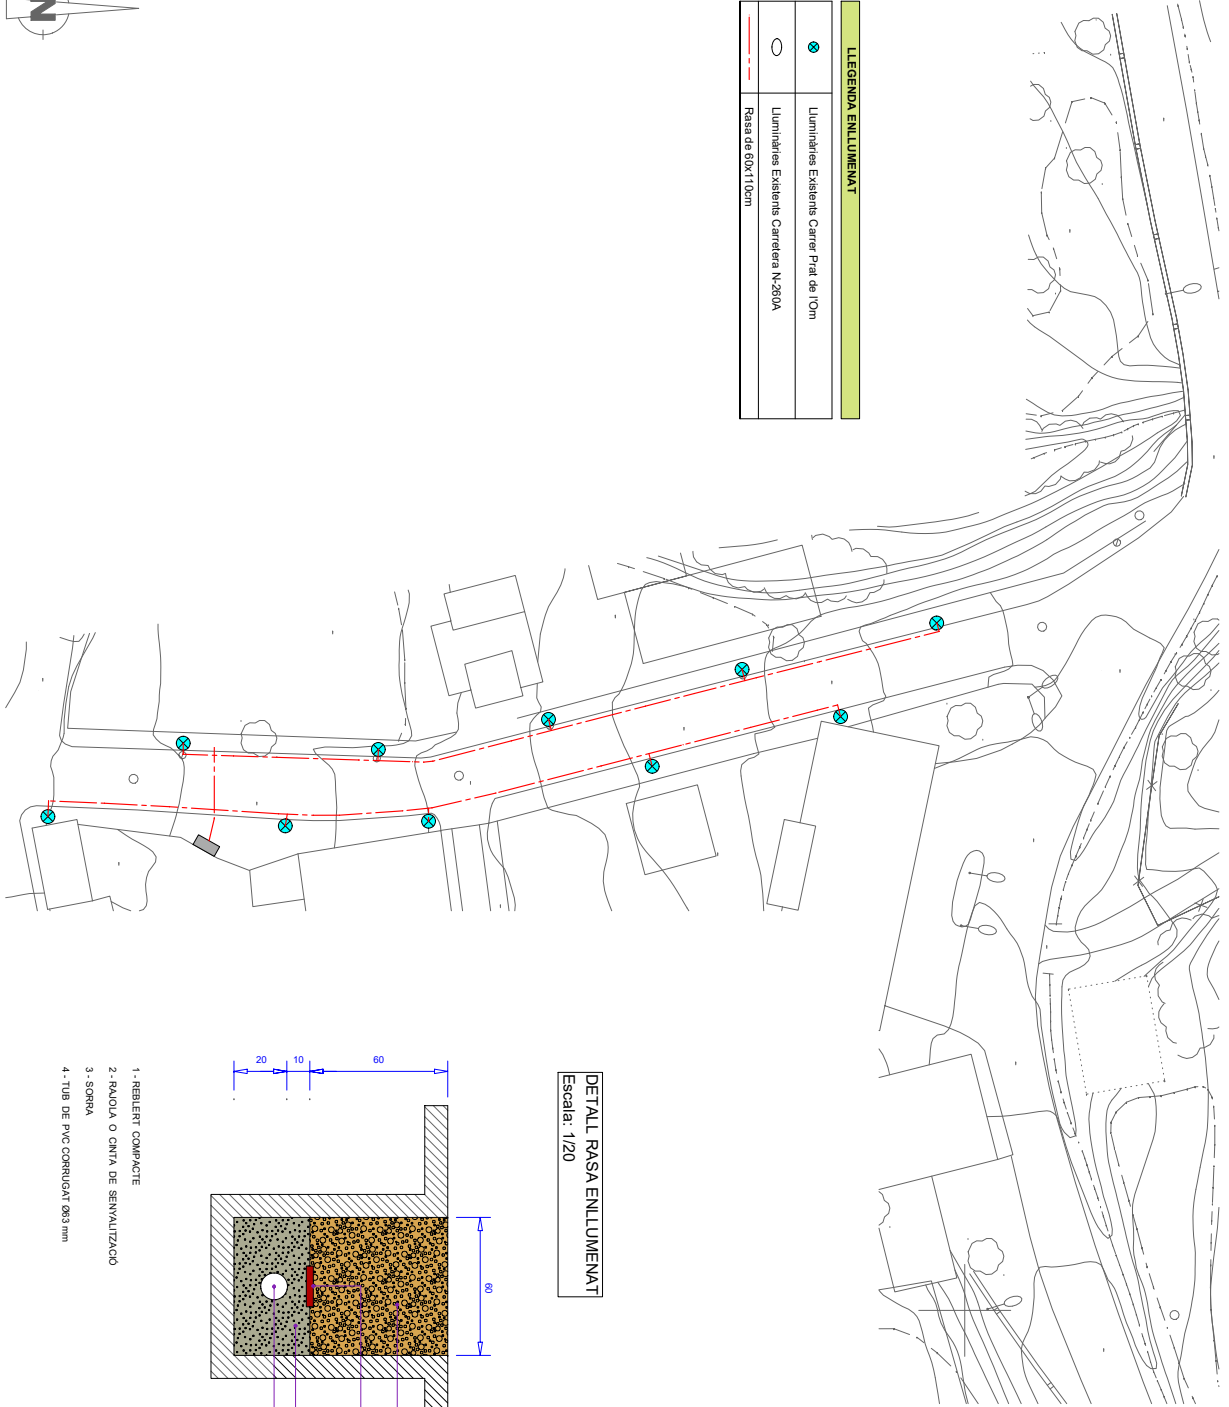 N
LLEGENDA ENLLUMENAT
Lluminàries Existents Carrer Prat de l'Om
Lluminàries Existents Carretera N-260A
Rasa de 60x110cm
DETALL RASA ENLLUMENAT
Escala: 1/20
60
60
10
20
1 - REBLERT COMPACTE
2 - RAJOLA O CINTA DE SENYALITZACIÓ
3 - SORRA
4 - TUB DE PVC CORRUGAT Ø63 mm